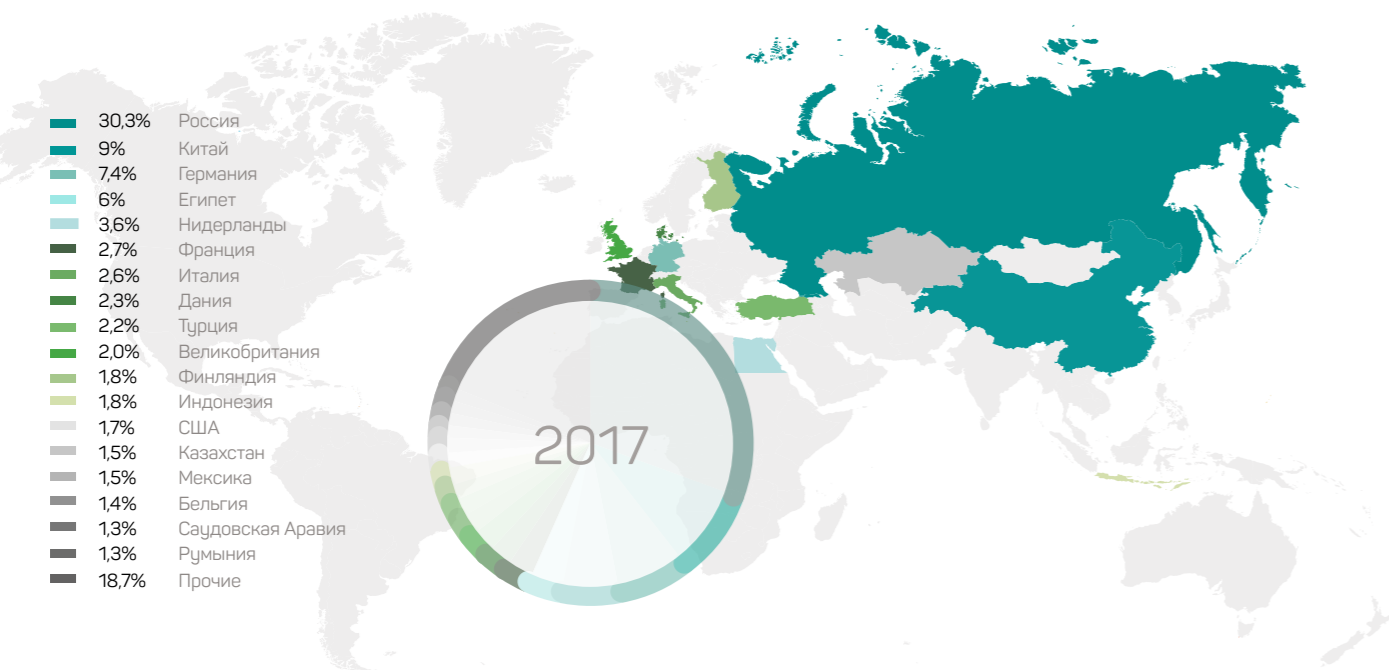 30,3% Россия
9% Китай
7,4% Германия
6% Египет
3,6% Нидерланды
2,7% Франция
2,6% Италия
2,3% Дания
2,2% Турция
2,0% Великобритания
1,8% Финляндия
1,8% Индонезия
1,7% США
1,5% Казахстан
1,5% Мексика
1,4% Бельгия
1,3% Саудовская Аравия
1,3% Румыния
18,7% Прочие
2017